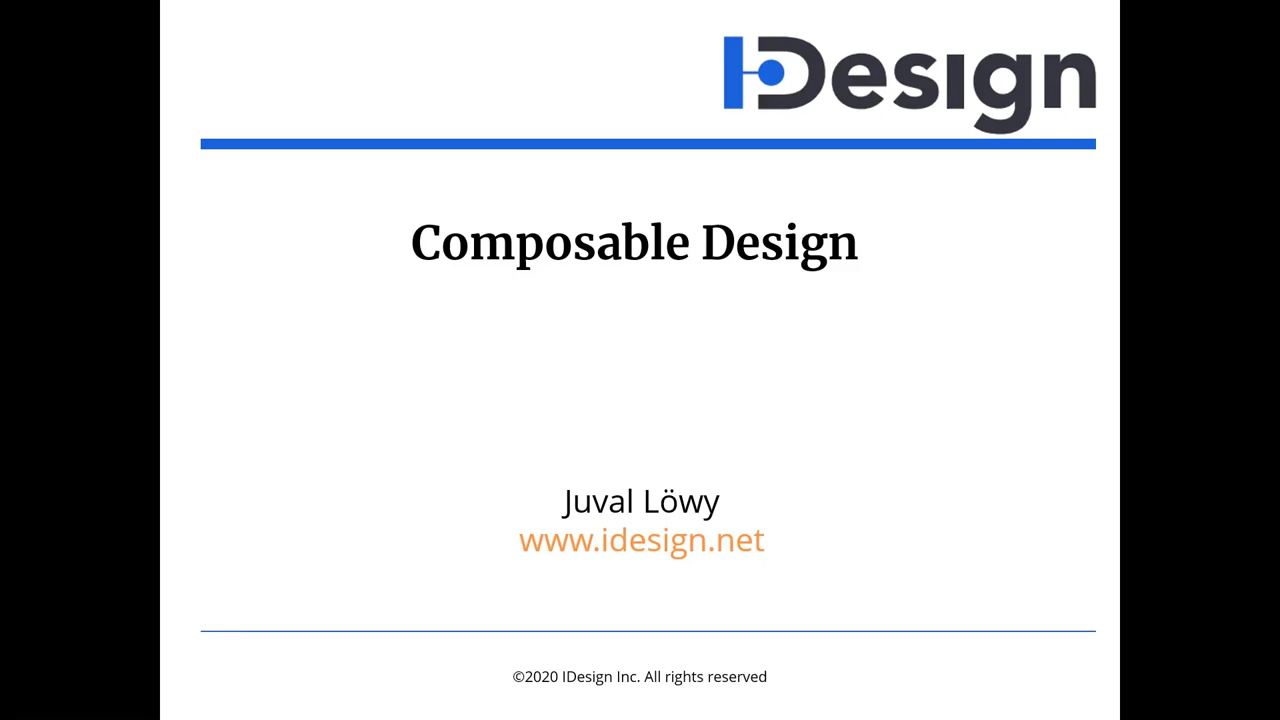 IDesign
Composable Design
Juval Löwy
www.idesign.net
©2020 IDesign Inc. All rights reserved